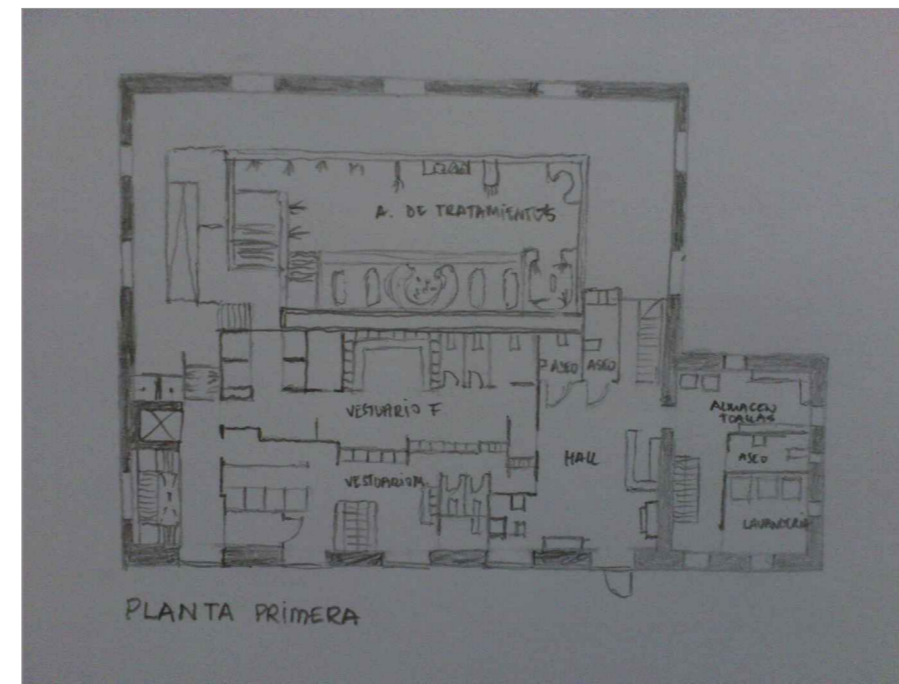 A. DE TRATAMIENTOS
ASEO
ASEO
VESTUARIO F
ALMACEN
TOALLAS
ASEO
HALL
VESTUARIO M
LAVANDERIA
PLANTA PRIMERA